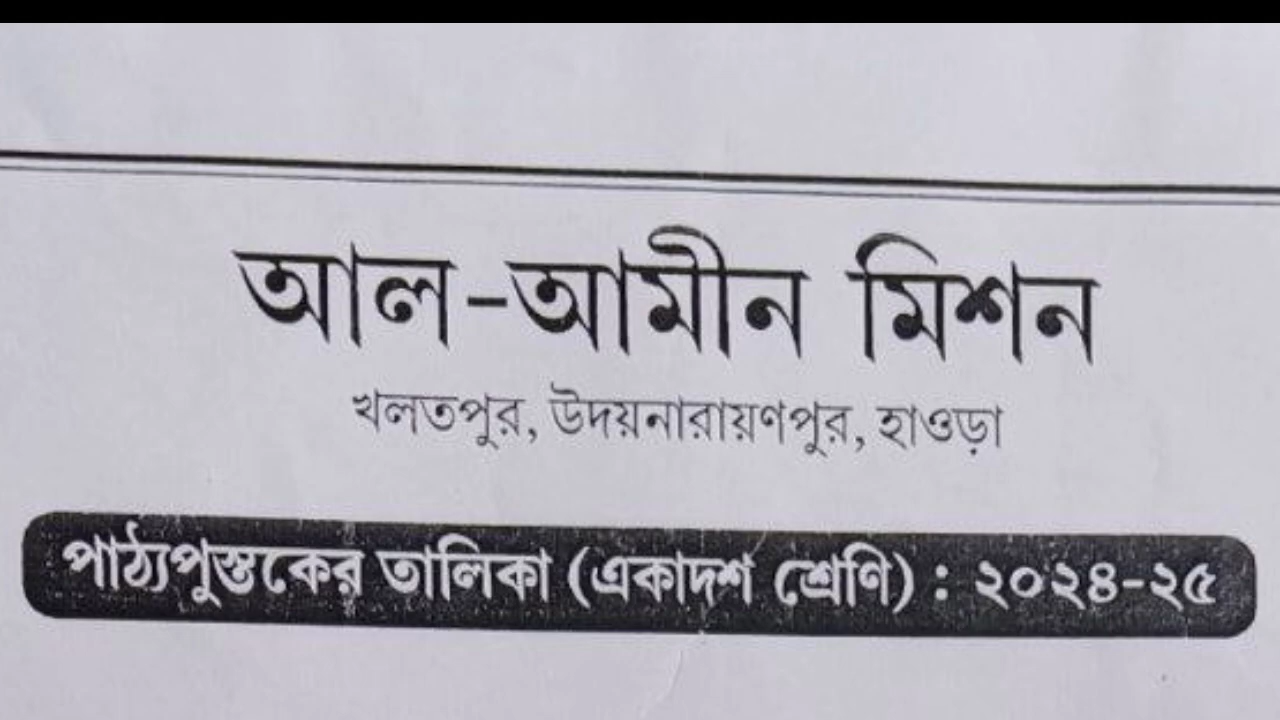 আল-আমীন মিশন
খলতপুর, উদয়নারায়ণপুর, হাওড়া
পাঠ্যপুস্তকের তালিকা (একাদশ শ্রেণি) : ২০২৪-২৫